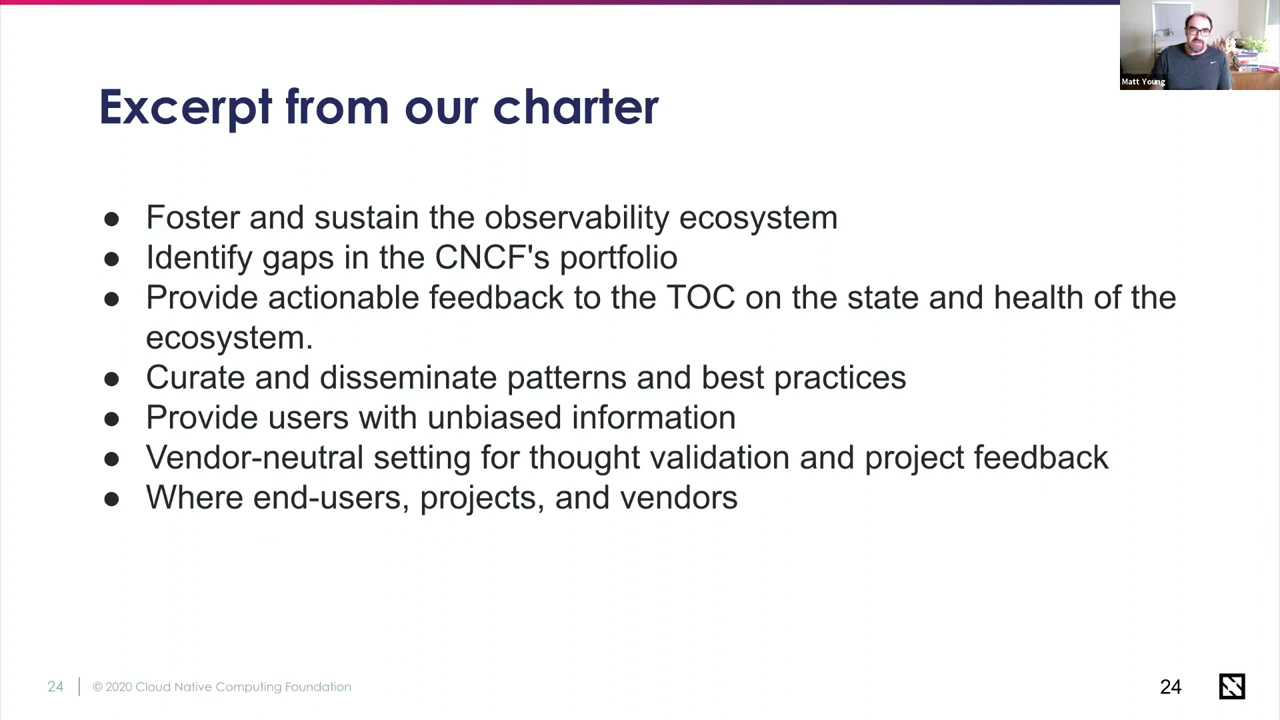 Matt Young
Excerpt from our charter
● Foster and sustain the observability ecosystem
● Identify gaps in the CNCF's portfolio
● Provide actionable feedback to the TOC on the state and health of the
ecosystem.
● Curate and disseminate patterns and best practices
● Provide users with unbiased information
● Vendor-neutral setting for thought validation and project feedback
● Where end-users, projects, and vendors
24
© 2020 Cloud Native Computing Foundation
24